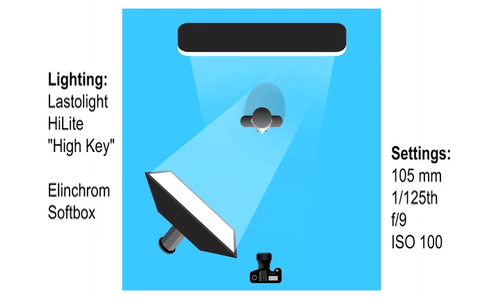 Lighting:
Lastolight
HiLite
"High Key"
Elinchrom
Softbox
Settings:
105 mm
1/125th
f/9
ISO 100